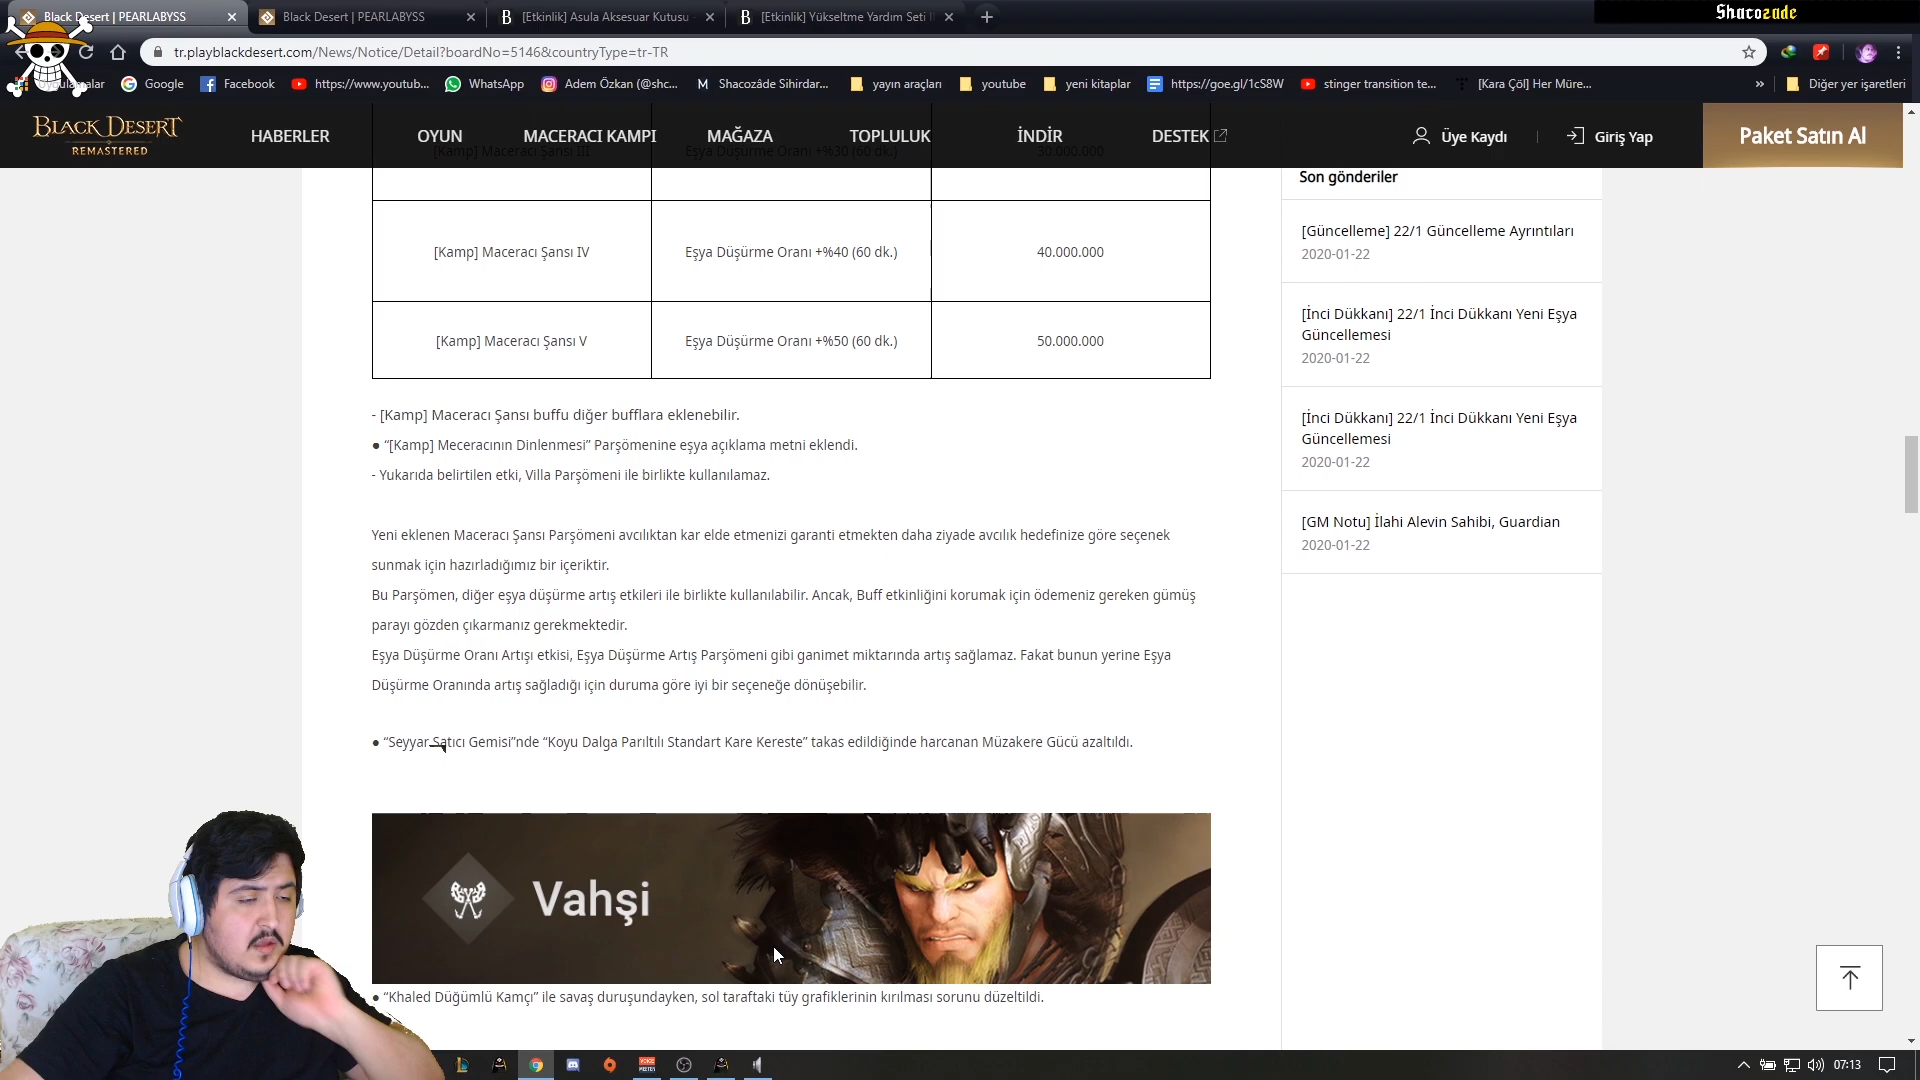 Black Desert | PEARLABYSS
Black Desert | PEARLABYSS
[Etkinlik] Asula Aksesuar Kutusu
[Etkinlik] Yükseltme Yardım Seti
Shacozade
tr.playblackdesert.com/News/Notice/Detail?boardNo=5146&countryType=tr-TR
Google
Facebook
https://www.youtub...
WhatsApp
Adem Özkan (@shc...
Shacozâde Sihirdar...
yayın araçları
youtube
yeni kitaplar
https://goo.gl/1cS8W
stinger transition te...
[Kara Çöl] Her Müre...
»
Diğer yer işaretleri
BLACK DESERT
REMASTERED
HABERLER
OYUN
MACERACI KAMPI
MAĞAZA
TOPLULUK
İNDİR
DESTEK
Üye Kaydı
Giriş Yap
Paket Satın Al
[Kamp] Maceracı Şansı III
Eşya Düşürme Oranı +%30 (60 dk.)
30.000.000
[Kamp] Maceracı Şansı IV
Eşya Düşürme Oranı +%40 (60 dk.)
40.000.000
[Kamp] Maceracı Şansı V
Eşya Düşürme Oranı +%50 (60 dk.)
50.000.000
- [Kamp] Maceracı Şansı buffu diğer bufflara eklenebilir.
● “[Kamp] Meceracının Dinlenmesi” Parşömenine eşya açıklama metni eklendi.
- Yukarıda belirtilen etki, Villa Parşömeni ile birlikte kullanılamaz.
Yeni eklenen Maceracı Şansı Parşömeni avcılıktan kar elde etmenizi garanti etmekten daha ziyade avcılık hedefinize göre seçenek
sunmak için hazırladığımız bir içeriktir.
Bu Parşömen, diğer eşya düşürme artış etkileri ile birlikte kullanılabilir. Ancak, Buff etkinliğini korumak için ödemeniz gereken gümüş
parayı gözden çıkarmanız gerekmektedir.
Eşya Düşürme Oranı Artışı etkisi, Eşya Düşürme Artış Parşömeni gibi ganimet miktarında artış sağlamaz. Fakat bunun yerine Eşya
Düşürme Oranında artış sağladığı için duruma göre iyi bir seçeneğe dönüşebilir.
● “Seyyar Satıcı Gemisi”nde “Koyu Dalga Parıltılı Standart Kare Kereste” takas edildiğinde harcanan Müzakere Gücü azaltıldı.
Vahşi
● “Khaled Düğümlü Kamçı” ile savaş duruşundayken, sol taraftaki tüy grafiklerinin kırılması sorunu düzeltildi.
Son gönderiler
[Güncelleme] 22/1 Güncelleme Ayrıntıları
2020-01-22
[İnci Dükkanı] 22/1 İnci Dükkanı Yeni Eşya
Güncellemesi
2020-01-22
[İnci Dükkanı] 22/1 İnci Dükkanı Yeni Eşya
Güncellemesi
2020-01-22
[GM Notu] İlahi Alevin Sahibi, Guardian
2020-01-22
07:13